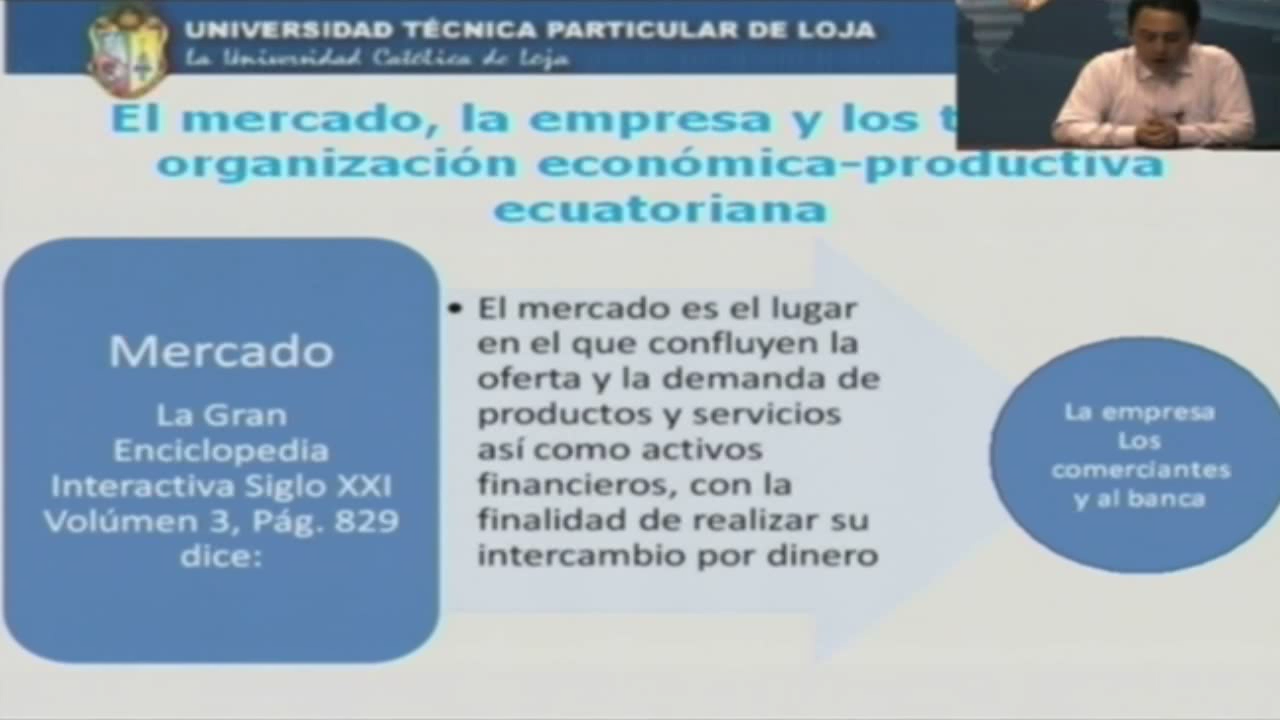 UNIVERSIDAD TÉCNICA PARTICULAR DE LOJA
La Universidad Católica de Loja
El mercado, la empresa y los
organización económica-productiva
ecuatoriana
Mercado
La Gran
Enciclopedia
Interactiva Siglo XXI
Volúmen 3, Pág. 829
dice:
• El mercado es el lugar
en el que confluyen la
oferta y la demanda de
productos y servicios
así como activos
financieros, con la
finalidad de realizar su
intercambio por dinero
La empresa
Los
comerciantes
y al banca